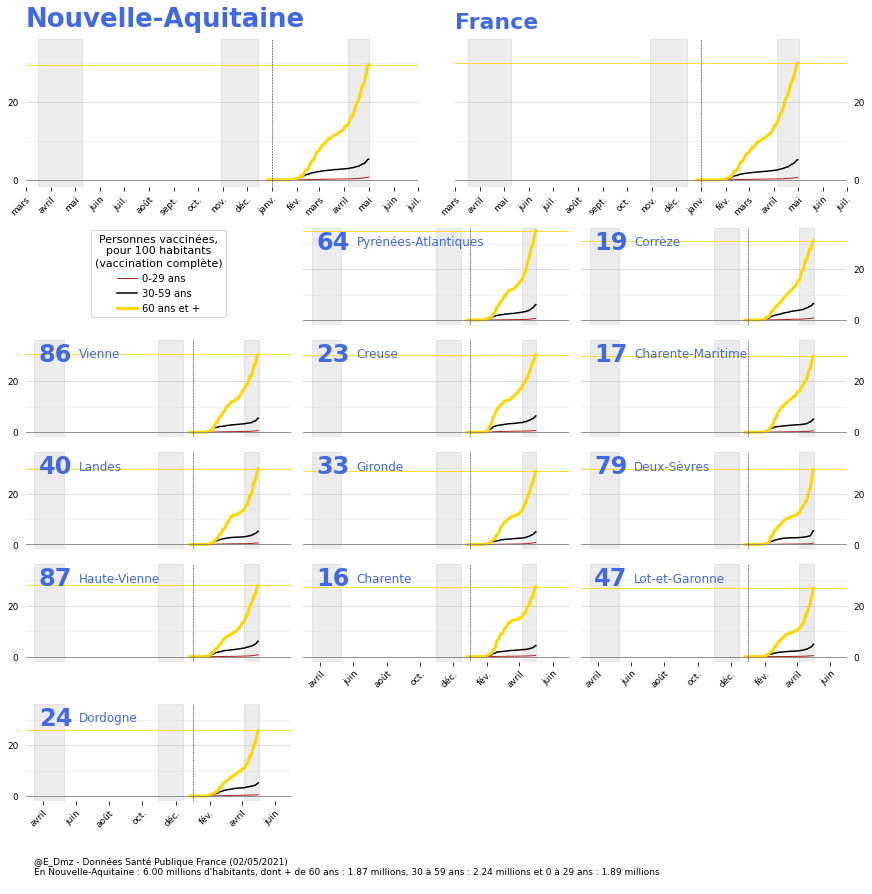 Nouvelle-Aquitaine
France
20
0
mars avril mai juin juil. août sept. oct. nov. déc. janv. fév. mars avril mai juin juil.
20
0
mars avril mai juin juil. août sept. oct. nov. déc. janv. fév. mars avril mai juin juil.
Personnes vaccinées,
pour 100 habitants
(vaccination complète)
0-29 ans
30-59 ans
60 ans et +
64 Pyrénées-Atlantiques
19 Corrèze
20
0
86 Vienne
20
0
23 Creuse
17 Charente-Maritime
20
0
40 Landes
20
0
33 Gironde
79 Deux-Sèvres
20
0
87 Haute-Vienne
20
0
16 Charente
avril juin août oct. déc. fév. avril juin
47 Lot-et-Garonne
20
0
avril juin août oct. déc. fév. avril juin
24 Dordogne
20
0
avril juin août oct. déc. fév. avril juin
@E_Dmz - Données Santé Publique France (02/05/2021)
En Nouvelle-Aquitaine : 6.00 millions d'habitants, dont + de 60 ans : 1.87 millions, 30 à 59 ans : 2.24 millions et 0 à 29 ans : 1.89 millions